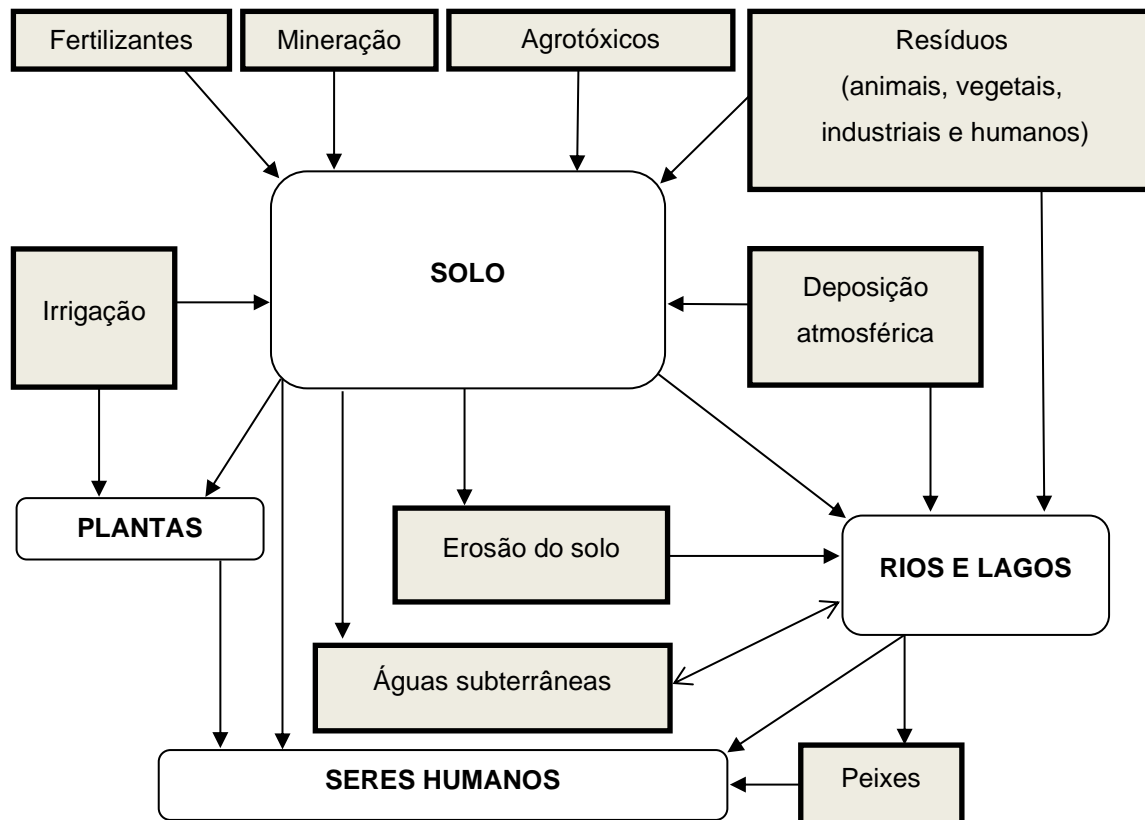 Fertilizantes
Mineração
Agrotóxicos
Resíduos
(animais, vegetais,
industriais e humanos)
SOLO
Irrigação
Deposição
atmosférica
PLANTAS
Erosão do solo
RIOS E LAGOS
Águas subterrâneas
SERES HUMANOS
Peixes